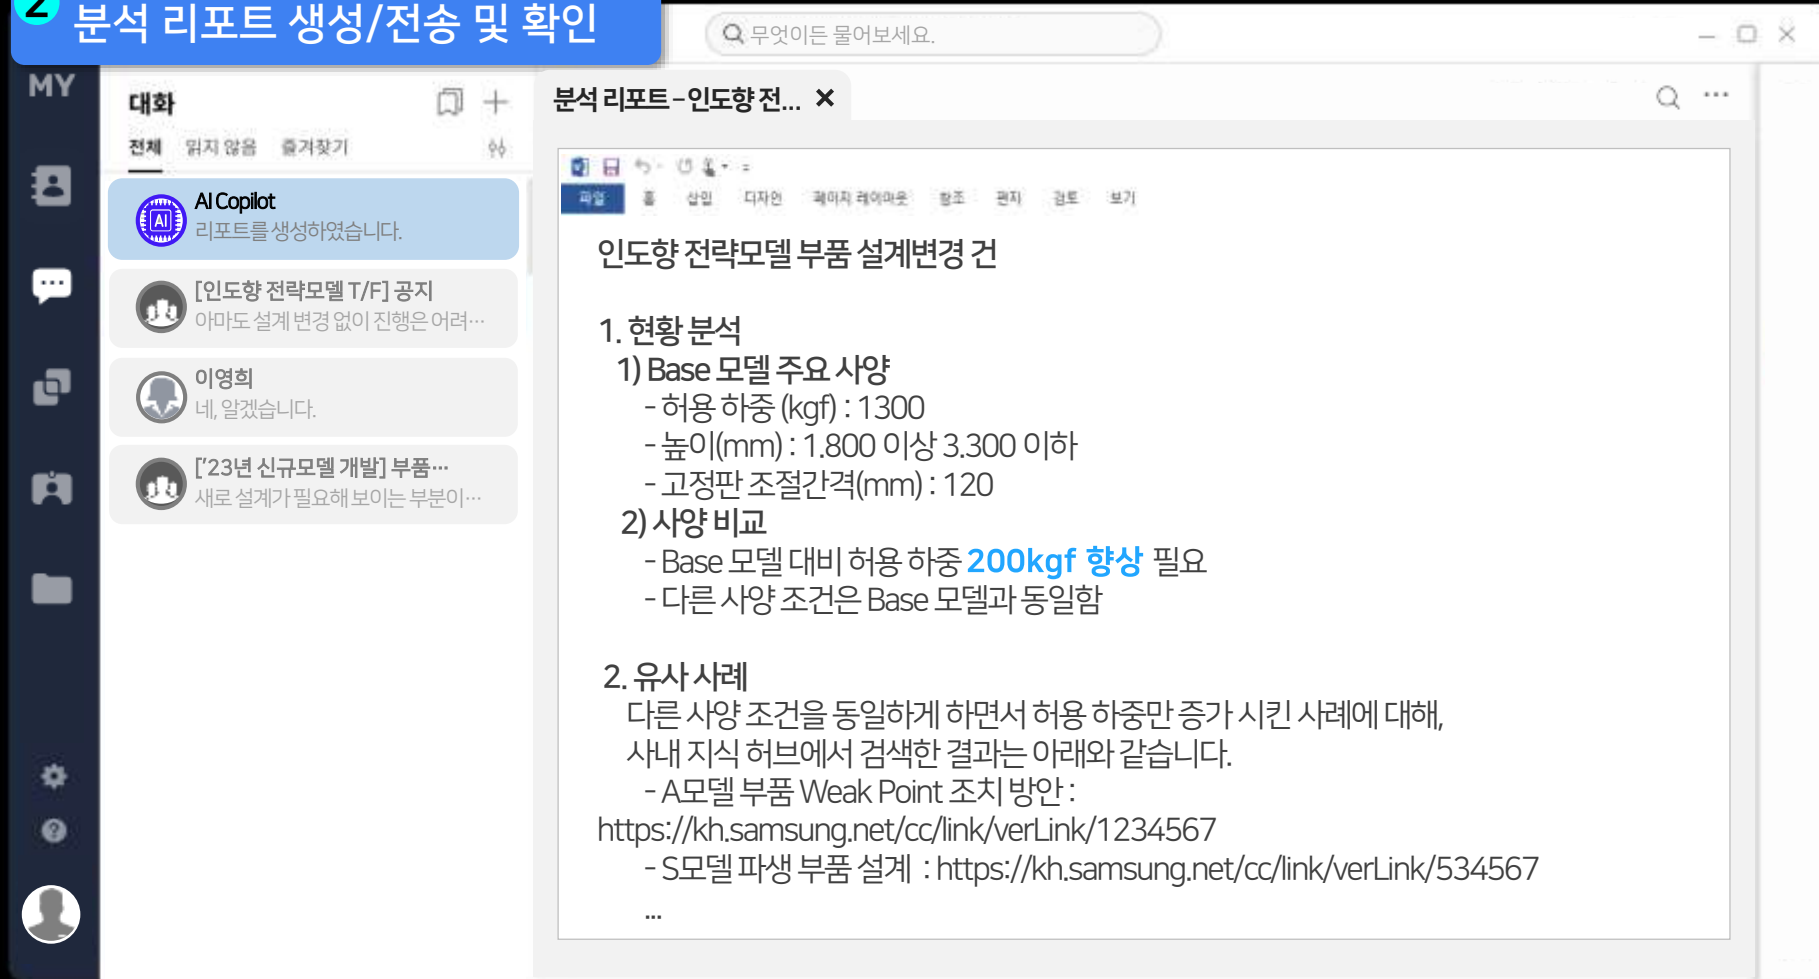 2 분석 리포트 생성/전송 및 확인
무엇이든 물어보세요.
MY
대화
전체 읽지 않음 즐겨찾기
AI
AI Copilot
리포트를 생성하였습니다.
[인도향 전략모델 T/F] 공지
아마도 설계 변경 없이 진행은 어려…
이영희
네, 알겠습니다.
['23년 신규모델 개발] 부품…
새로 설계가 필요해 보이는 부분이…
분석 리포트 – 인도향 전... ✕
파일 홈 삽입 디자인 페이지 레이아웃 참조 편지 검토 보기
인도향 전략모델 부품 설계변경 건
1. 현황 분석
1) Base 모델 주요 사양
- 허용 하중 (kgf) : 1300
- 높이(mm) : 1.800 이상 3.300 이하
- 고정판 조절간격(mm) : 120
2) 사양 비교
- Base 모델 대비 허용 하중 200kgf 향상 필요
- 다른 사양 조건은 Base 모델과 동일함
2. 유사 사례
다른 사양 조건을 동일하게 하면서 허용 하중만 증가 시킨 사례에 대해,
사내 지식 허브에서 검색한 결과는 아래와 같습니다.
- A모델 부품 Weak Point 조치 방안 :
https://kh.samsung.net/cc/link/verLink/1234567
- S모델 파생 부품 설계 : https://kh.samsung.net/cc/link/verLink/534567
...